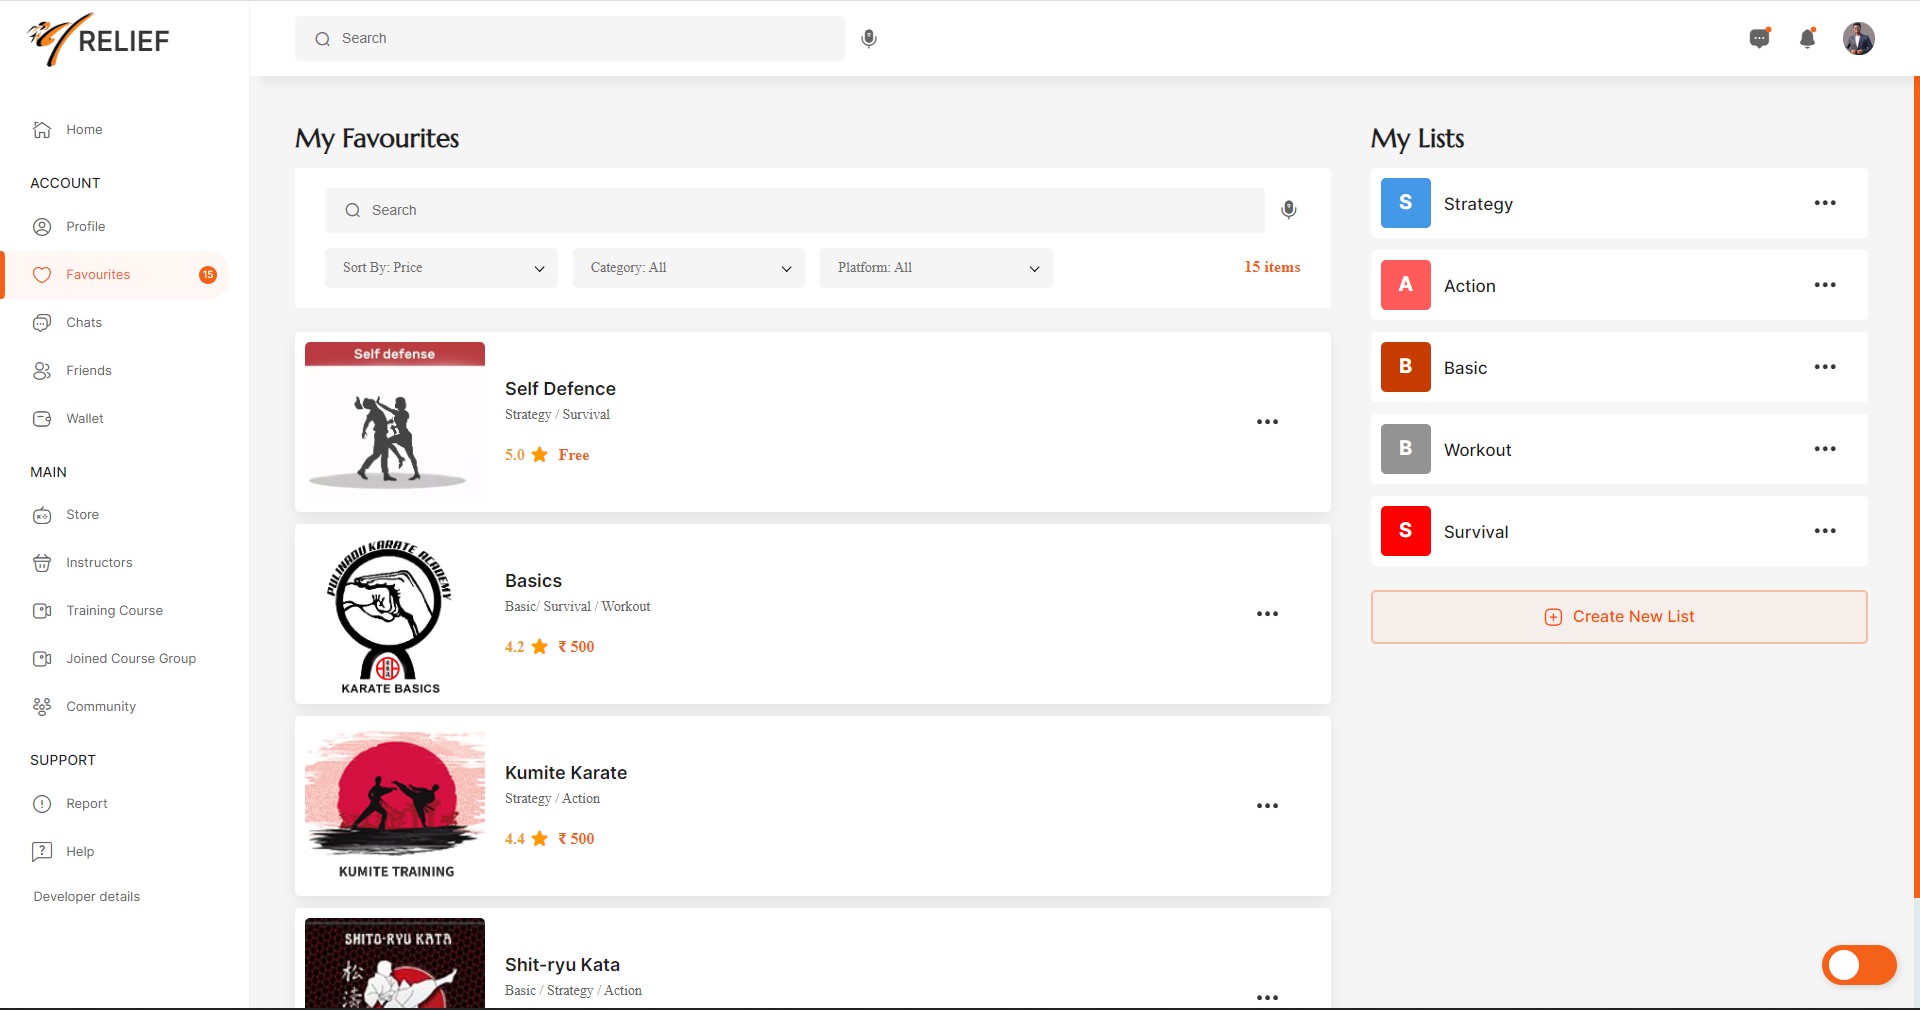 RELIEF
Search
Home
ACCOUNT
Profile
Favourites 15
Chats
Friends
Wallet
MAIN
Store
Instructors
Training Course
Joined Course Group
Community
SUPPORT
Report
Help
Developer details
My Favourites
Search
Sort By: Price
Category: All
Platform: All
15 items
Self defense
Self Defence
Strategy / Survival
5.0 Free
PULIKADU KARATE ACADEMY
KARATE BASICS
Basics
Basic/ Survival / Workout
4.2 ₹ 500
KUMITE TRAINING
Kumite Karate
Strategy / Action
4.4 ₹ 500
SHITO-RYU KATA
松
濤
Shit-ryu Kata
Basic / Strategy / Action
My Lists
S Strategy
A Action
B Basic
B Workout
S Survival
Create New List